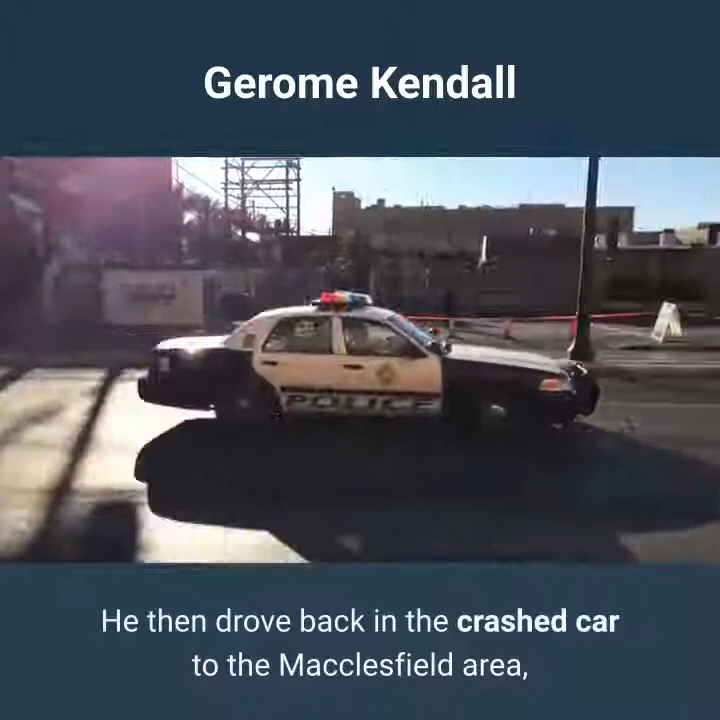 Gerome Kendall
POLICE
He then drove back in the crashed car
to the Macclesfield area,